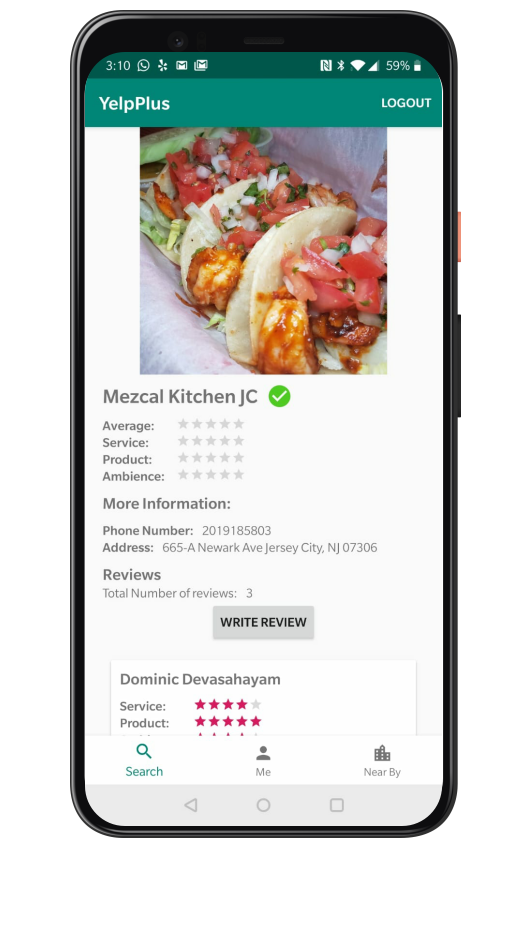 3:10 59%
YelpPlus LOGOUT
Mezcal Kitchen JC
Average:
Service:
Product:
Ambience:
More Information:
Phone Number: 2019185803
Address: 665-A Newark Ave Jersey City, NJ 07306
Reviews
Total Number of reviews: 3
WRITE REVIEW
Dominic Devasahayam
Service:
Product:
Search Me Near By